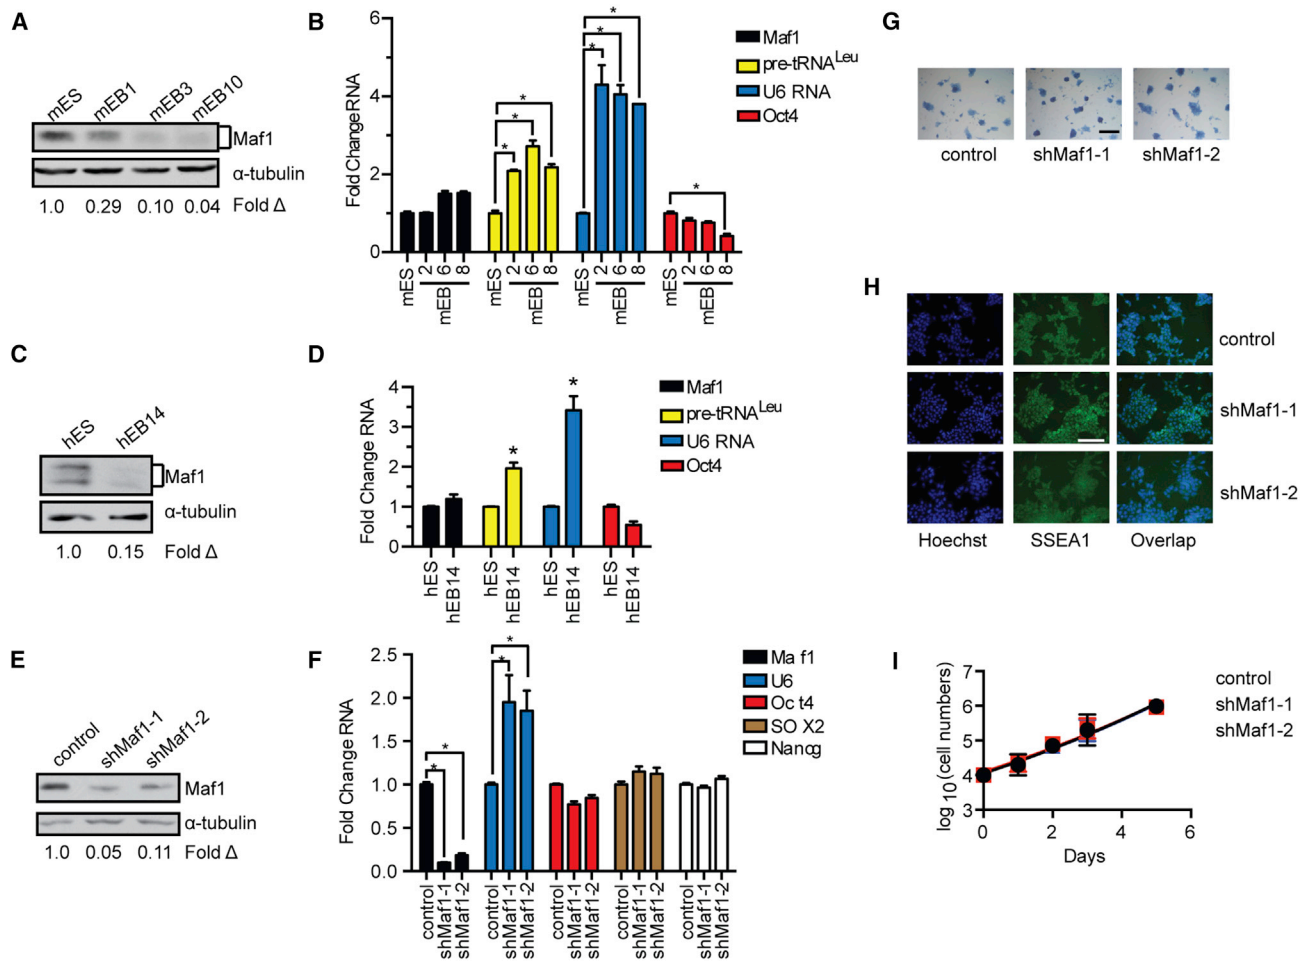 A
mES mEB1 mEB3 mEB10
Maf1
α-tubulin
1.0 0.29 0.10 0.04 Fold Δ
B
Fold Change RNA
6
4
2
0
* * *
* * *
*
mES 2 6 8 mES 2 6 8 mES 2 6 8 mES 2 6 8
mEB mEB mEB mEB
Maf1
pre-tRNA^Leu
U6 RNA
Oct4
C
hES hEB14
Maf1
α-tubulin
1.0 0.15 Fold Δ
D
Fold Change RNA
4
3
2
1
0
* *
hES hEB14 hES hEB14 hES hEB14 hES hEB14
Maf1
pre-tRNA^Leu
U6 RNA
Oct4
E
control shMaf1-1 shMaf1-2
Maf1
α-tubulin
1.0 0.05 0.11 Fold Δ
F
Fold Change RNA
2.5
2.0
1.5
1.0
0.5
0.0
* *
* *
control shMaf1-1 shMaf1-2 control shMaf1-1 shMaf1-2 control shMaf1-1 shMaf1-2 control shMaf1-1 shMaf1-2 control shMaf1-1 shMaf1-2
Ma f1
U6
Oc t4
SO X2
Nanog
G
control shMaf1-1 shMaf1-2
H
control
shMaf1-1
shMaf1-2
Hoechst SSEA1 Overlap
I
log 10 (cell numbers)
7
6
5
4
3
0 2 4 6
Days
control
shMaf1-1
shMaf1-2